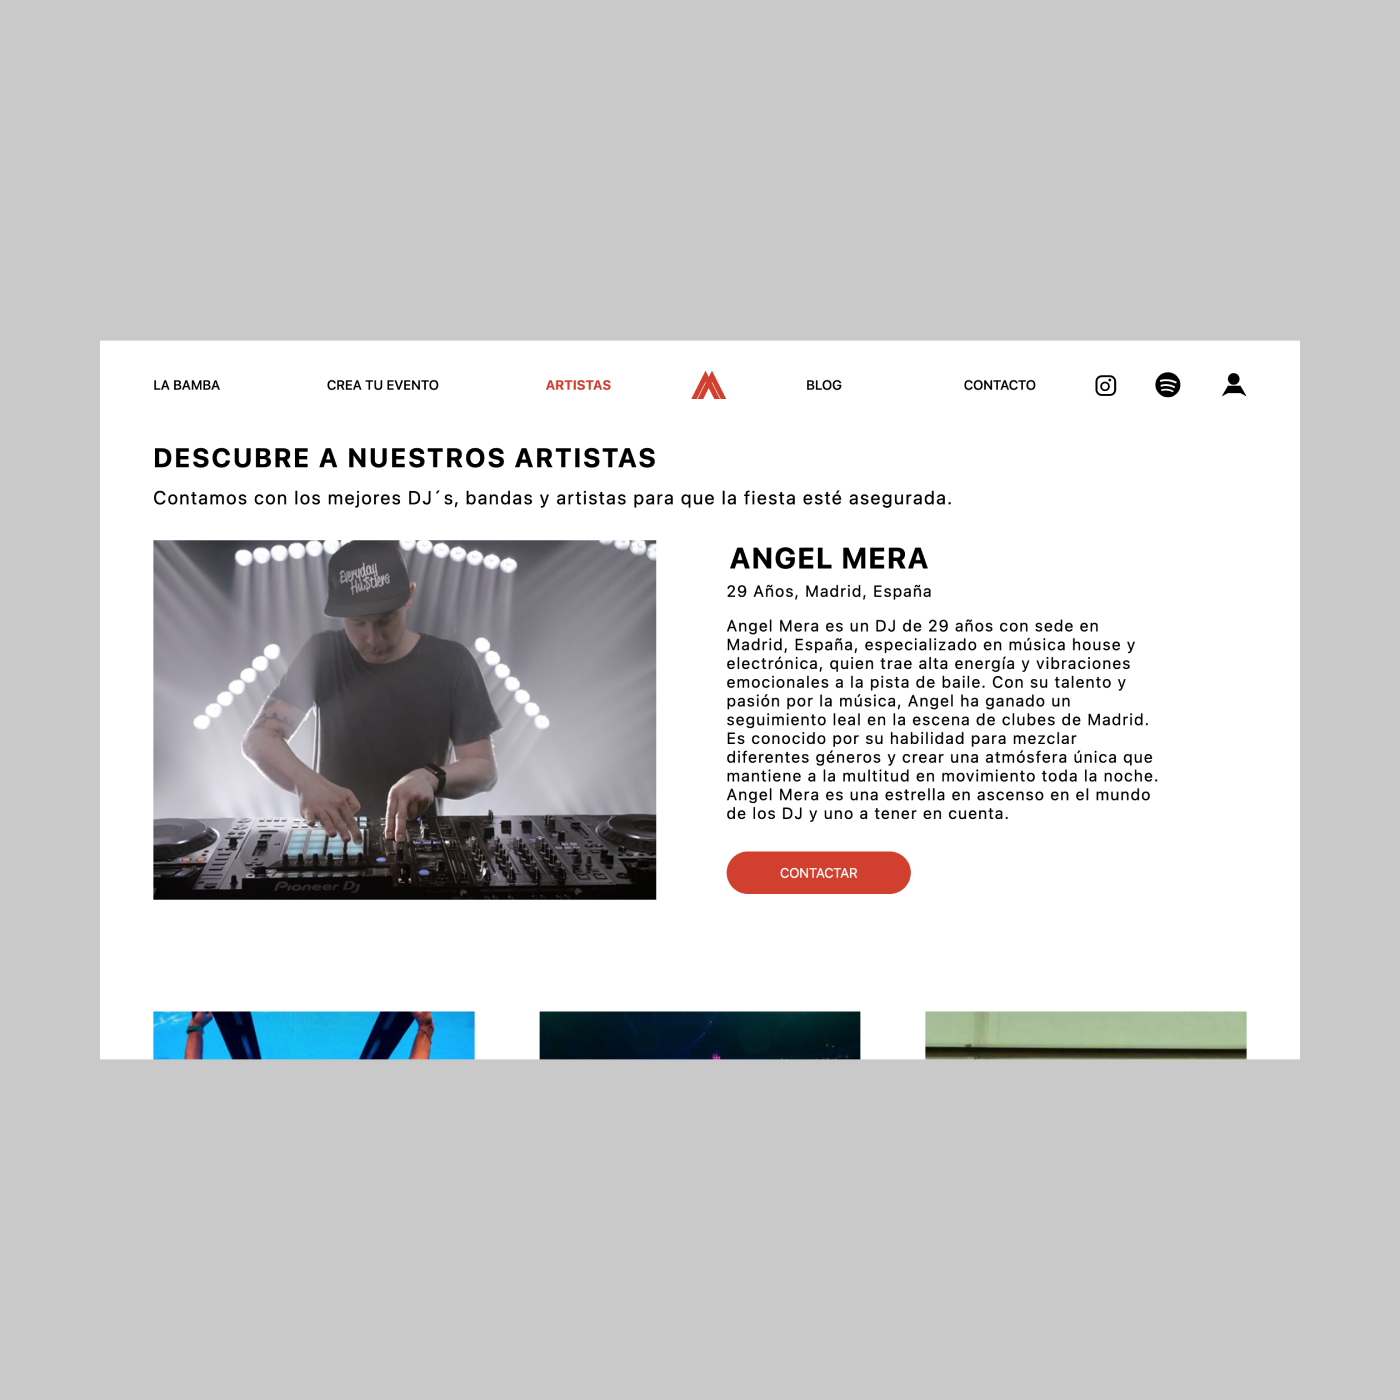 LA BAMBA
CREA TU EVENTO
ARTISTAS
BLOG
CONTACTO
DESCUBRE A NUESTROS ARTISTAS
Contamos con los mejores DJ´s, bandas y artistas para que la fiesta esté asegurada.
Everyday
Hu$tlers
Pioneer Dj
ANGEL MERA
29 Años, Madrid, España
Angel Mera es un DJ de 29 años con sede en
Madrid, España, especializado en música house y
electrónica, quien trae alta energía y vibraciones
emocionales a la pista de baile. Con su talento y
pasión por la música, Angel ha ganado un
seguimiento leal en la escena de clubes de Madrid.
Es conocido por su habilidad para mezclar
diferentes géneros y crear una atmósfera única que
mantiene a la multitud en movimiento toda la noche.
Angel Mera es una estrella en ascenso en el mundo
de los DJ y uno a tener en cuenta.
CONTACTAR